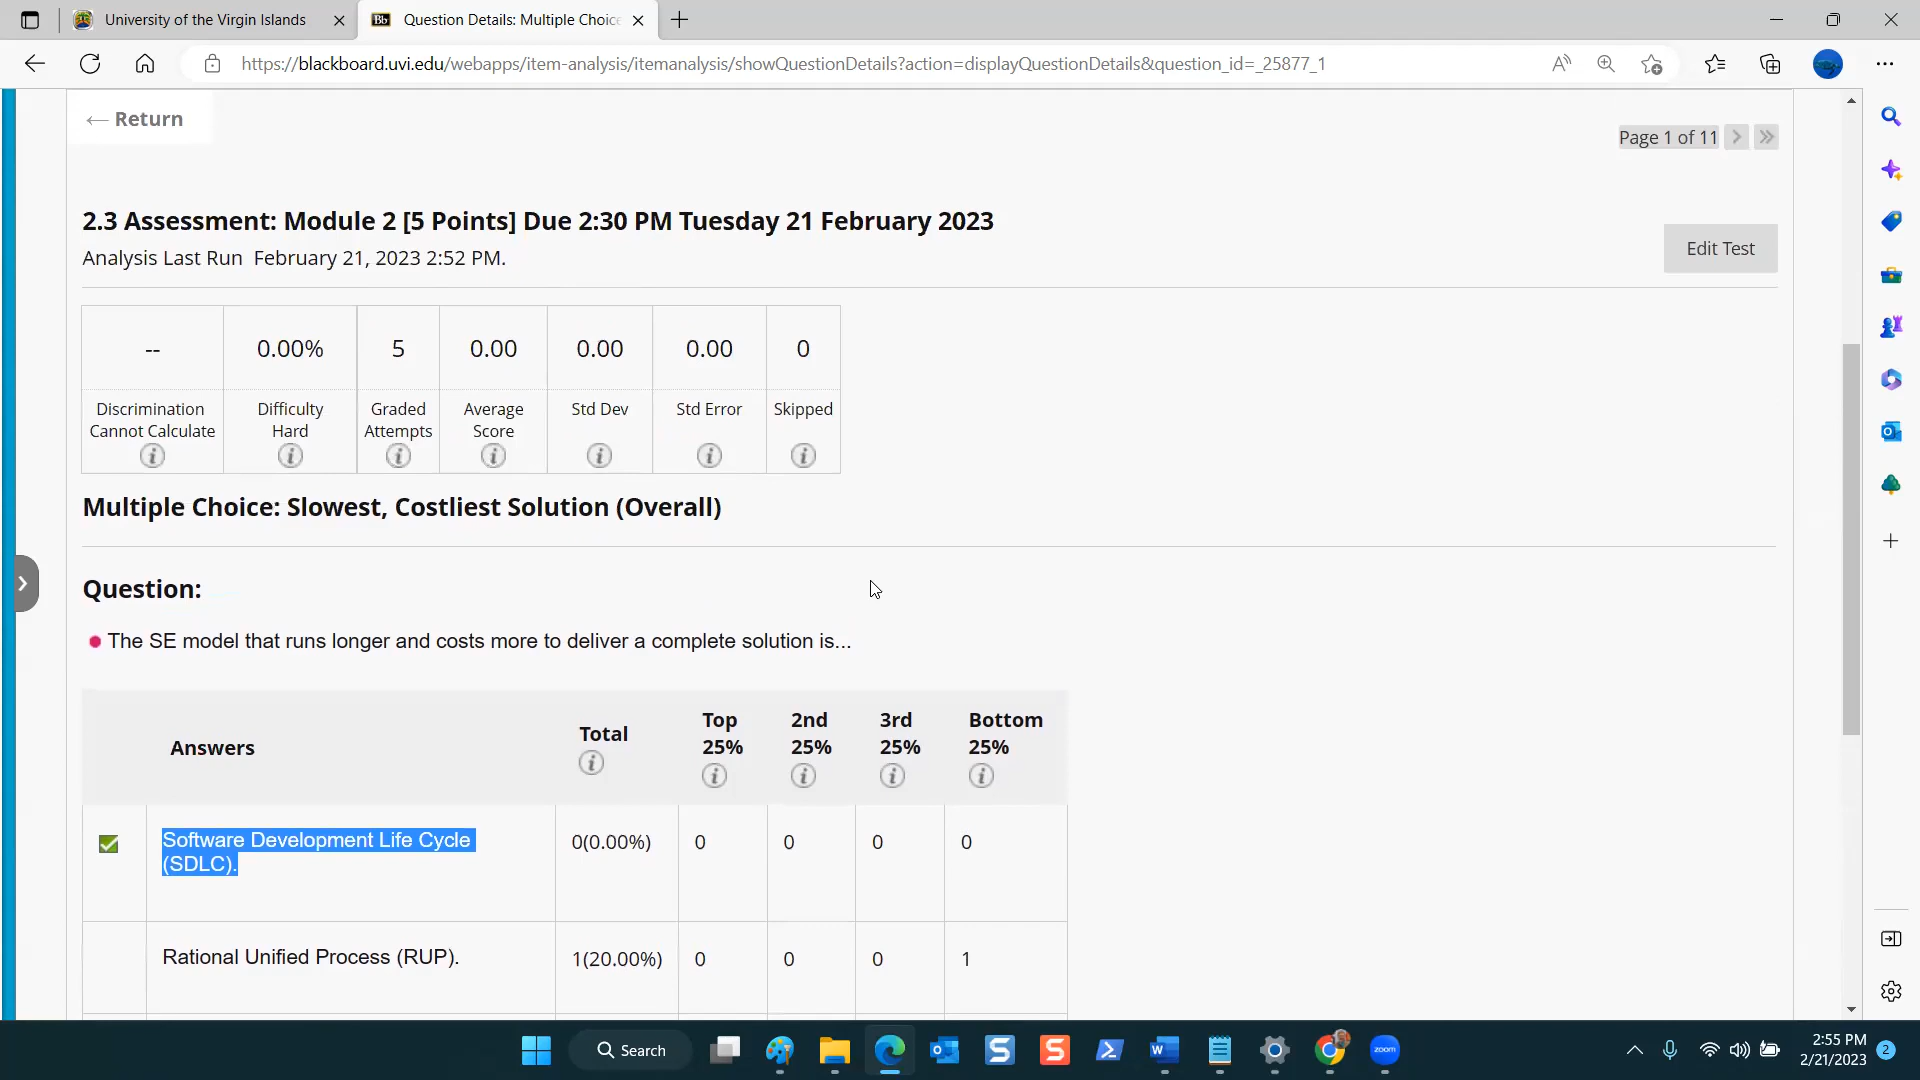 University of the Virgin Islands
Bb
Question Details: Multiple Choice
https://blackboard.uvi.edu/webapps/item-analysis/itemanalysis/showQuestionDetails?action=displayQuestionDetails&question_id=_25877_1
← Return
Page 1 of 11
2.3 Assessment: Module 2 [5 Points] Due 2:30 PM Tuesday 21 February 2023
Analysis Last Run February 21, 2023 2:52 PM.
Edit Test
-- 0.00% 5 0.00 0.00 0.00 0
Discrimination Difficulty Graded Average Std Dev Std Error Skipped
Cannot Calculate Hard Attempts Score
Multiple Choice: Slowest, Costliest Solution (Overall)
Question:
The SE model that runs longer and costs more to deliver a complete solution is...
Answers Total Top 25% 2nd 25% 3rd 25% Bottom 25%
Software Development Life Cycle
(SDLC). 0(0.00%) 0 0 0 0
Rational Unified Process (RUP). 1(20.00%) 0 0 0 1
Search
zoom
2:55 PM
2/21/2023
2